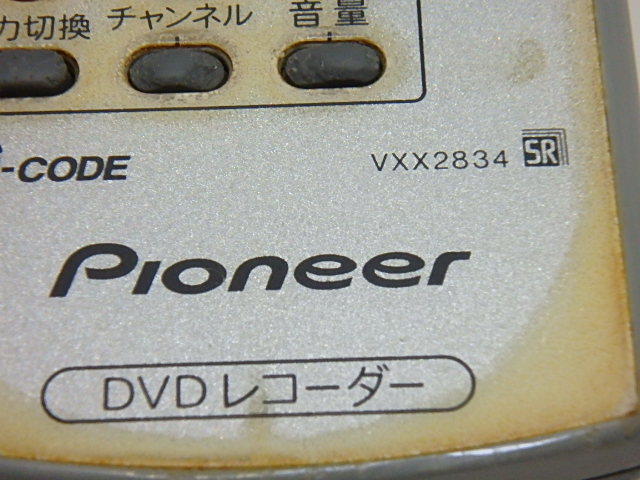 力切換 チャンネル 音量
-CODE
VXX2834 SR
Pioneer
DVDレコーダー